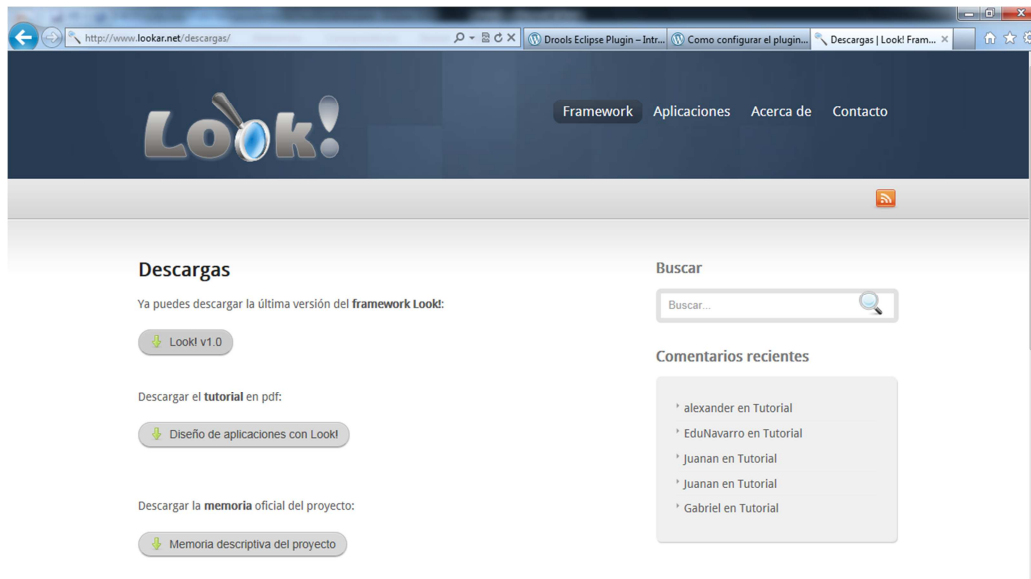 http://www.lookar.net/descargas/
Drools Eclipse Plugin – Intr...
Como configurar el plugin...
Descargas | Look! Fram...
Look!
Framework
Aplicaciones
Acerca de
Contacto
Descargas
Ya puedes descargar la última versión del framework Look!:
Look! v1.0
Descargar el tutorial en pdf:
Diseño de aplicaciones con Look!
Descargar la memoria oficial del proyecto:
Memoria descriptiva del proyecto
Buscar
Buscar...
Comentarios recientes
alexander en Tutorial
EduNavarro en Tutorial
Juanan en Tutorial
Juanan en Tutorial
Gabriel en Tutorial